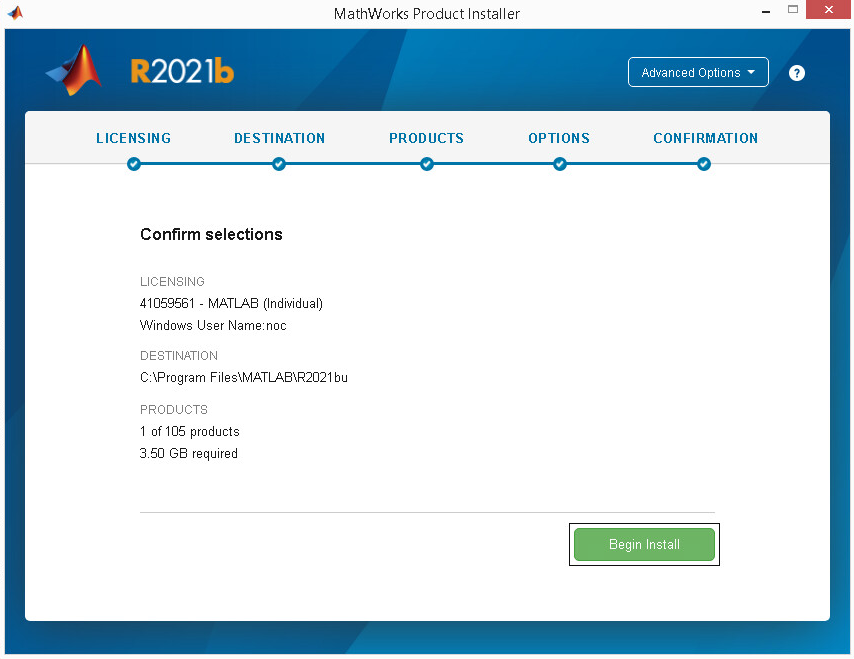 MathWorks Product Installer
R2021b
Advanced Options
?
LICENSING DESTINATION PRODUCTS OPTIONS CONFIRMATION
Confirm selections
LICENSING
41059561 - MATLAB (Individual)
Windows User Name:noc
DESTINATION
C:\Program Files\MATLAB\R2021bu
PRODUCTS
1 of 105 products
3.50 GB required
Begin Install